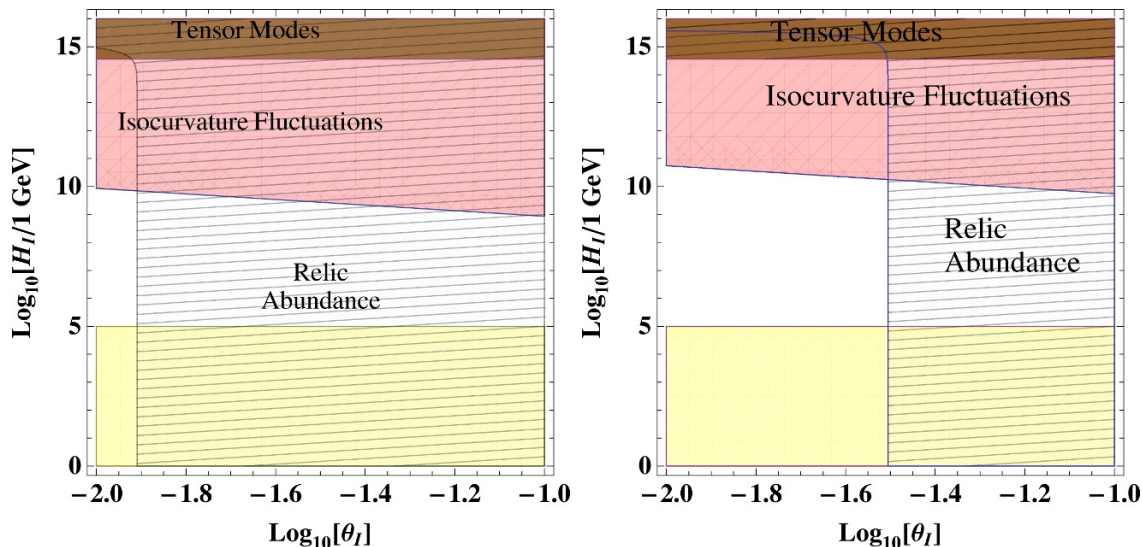 Tensor Modes
Isocurvature Fluctuations
Relic
Abundance
Log10[HI/1 GeV]
15
10
5
0
−2.0 −1.8 −1.6 −1.4 −1.2 −1.0
Log10[θI]
Tensor Modes
Isocurvature Fluctuations
Relic
Abundance
Log10[HI/1 GeV]
15
10
5
0
−2.0 −1.8 −1.6 −1.4 −1.2 −1.0
Log10[θI]